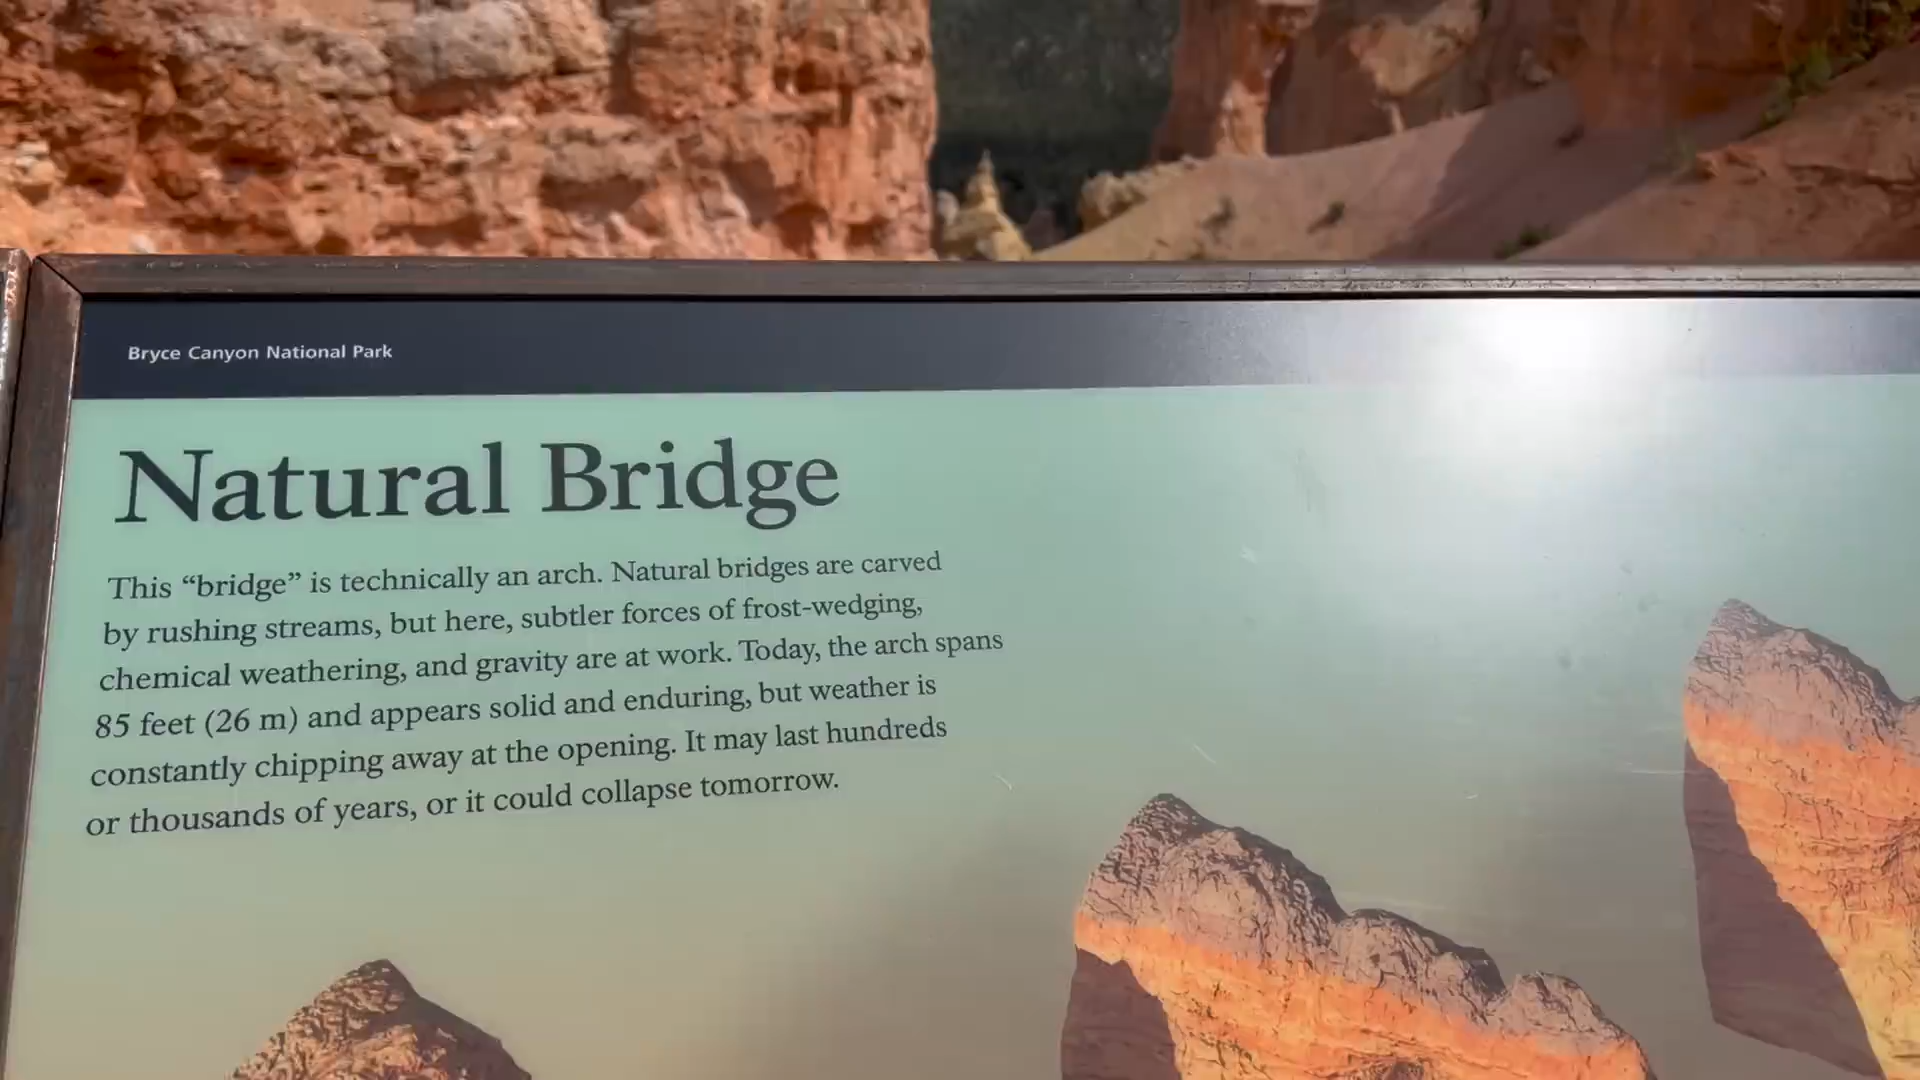 Bryce Canyon National Park
Natural Bridge
This “bridge” is technically an arch. Natural bridges are carved
by rushing streams, but here, subtler forces of frost-wedging,
chemical weathering, and gravity are at work. Today, the arch spans
85 feet (26 m) and appears solid and enduring, but weather is
constantly chipping away at the opening. It may last hundreds
or thousands of years, or it could collapse tomorrow.